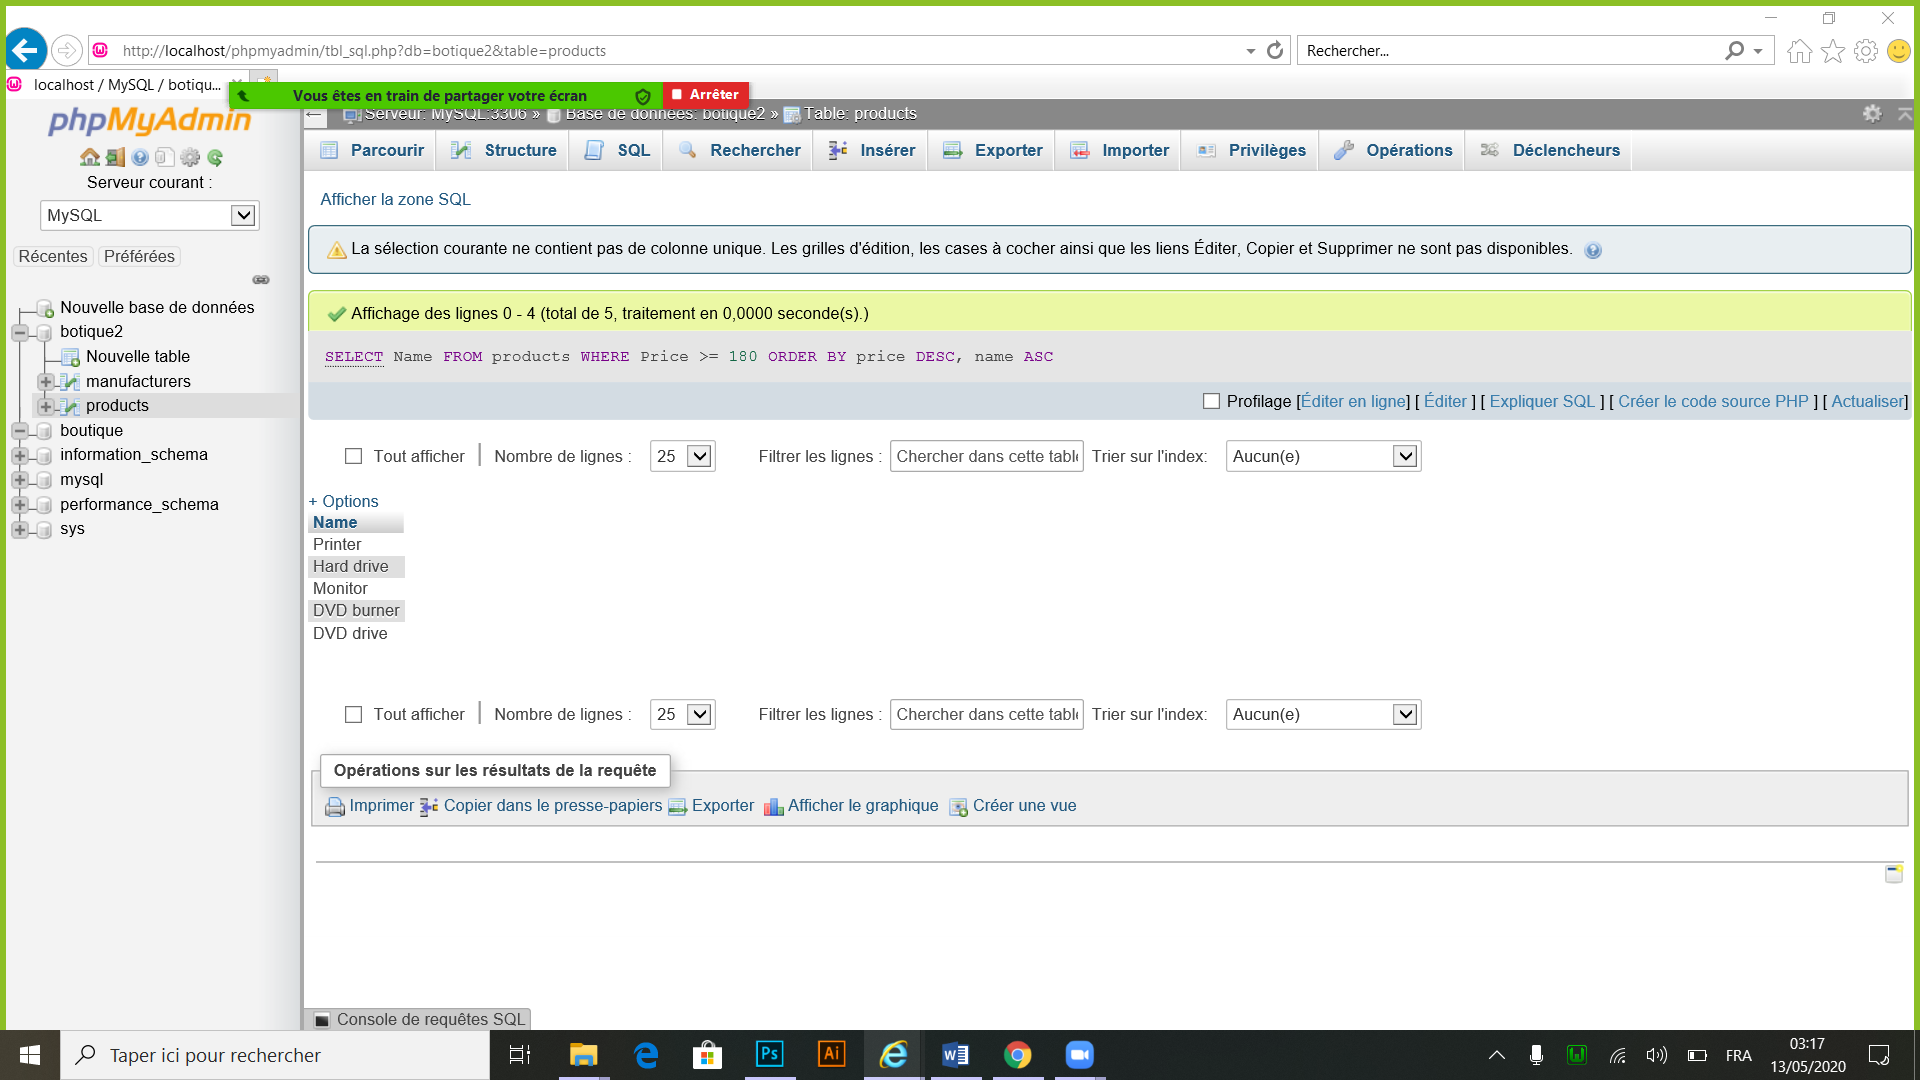 http://localhost/phpmyadmin/tbl_sql.php?db=botique2&table=products
Rechercher...
localhost / MySQL / botiqu...
Vous êtes en train de partager votre écran
Arrêter
phpMyAdmin
Serveur: MySQL:3306 » Base de données: botique2 » Table: products
Parcourir Structure SQL Rechercher Insérer Exporter Importer Privilèges Opérations Déclencheurs
Serveur courant :
MySQL
Récentes Préférées
Nouvelle base de données
botique2
Nouvelle table
manufacturers
products
boutique
information_schema
mysql
performance_schema
sys
Afficher la zone SQL
La sélection courante ne contient pas de colonne unique. Les grilles d'édition, les cases à cocher ainsi que les liens Éditer, Copier et Supprimer ne sont pas disponibles.
Affichage des lignes 0 - 4 (total de 5, traitement en 0,0000 seconde(s).)
SELECT Name FROM products WHERE Price >= 180 ORDER BY price DESC, name ASC
Profilage [Éditer en ligne] [ Éditer ] [ Expliquer SQL ] [ Créer le code source PHP ] [ Actualiser]
Tout afficher | Nombre de lignes : 25 Filtrer les lignes : Chercher dans cette table Trier sur l'index: Aucun(e)
+ Options
Name
Printer
Hard drive
Monitor
DVD burner
DVD drive
Tout afficher | Nombre de lignes : 25 Filtrer les lignes : Chercher dans cette table Trier sur l'index: Aucun(e)
Opérations sur les résultats de la requête
Imprimer Copier dans le presse-papiers Exporter Afficher le graphique Créer une vue
Console de requêtes SQL
Taper ici pour rechercher
Ps
Ai
FRA
03:17
13/05/2020